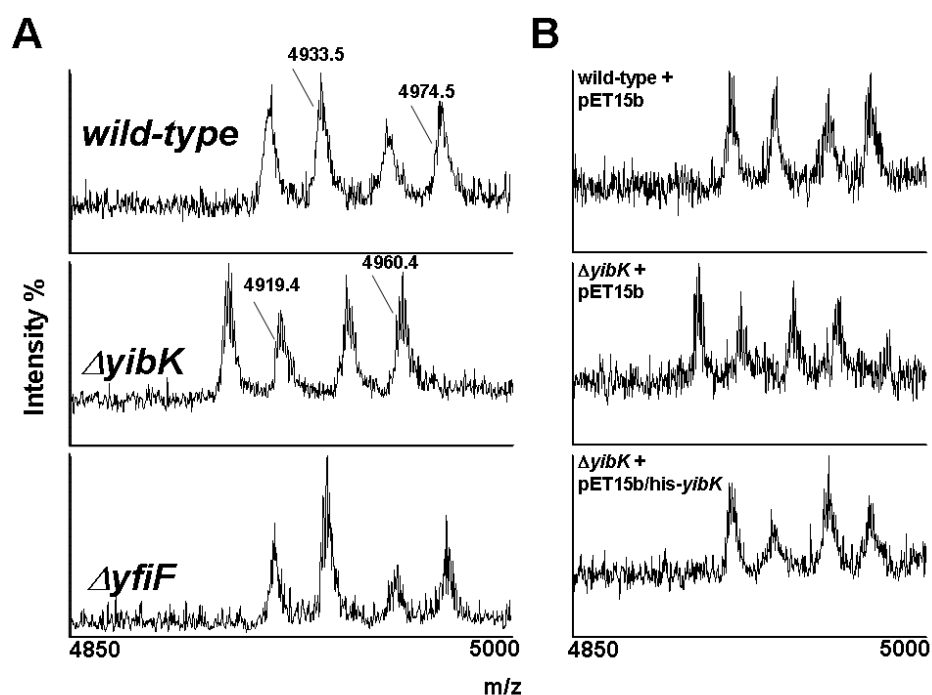 A
B
4933.5
4974.5
wild-type
wild-type +
pET15b
4960.4
4919.4
ΔyibK
ΔyibK +
pET15b
Intensity %
ΔyfiF
ΔyibK +
pET15b/his-yibK
4850
5000
4850
5000
m/z